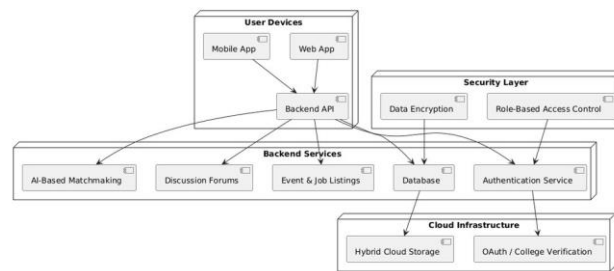 User Devices
Mobile App
Web App
Backend API
Security Layer
Data Encryption
Role-Based Access Control
Backend Services
AI-Based Matchmaking
Discussion Forums
Event & Job Listings
Database
Authentication Service
Cloud Infrastructure
Hybrid Cloud Storage
OAuth / College Verification